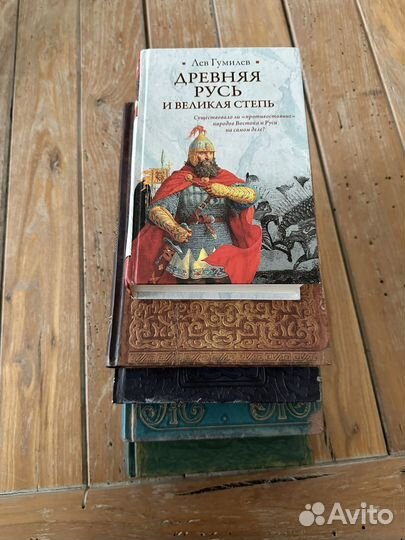 Лев Гумилев
ДРЕВНЯЯ
РУСЬ
И ВЕЛИКАЯ СТЕПЬ
Существовало ли «противостояние»
народов Востока и Руси
на самом деле?
Avito